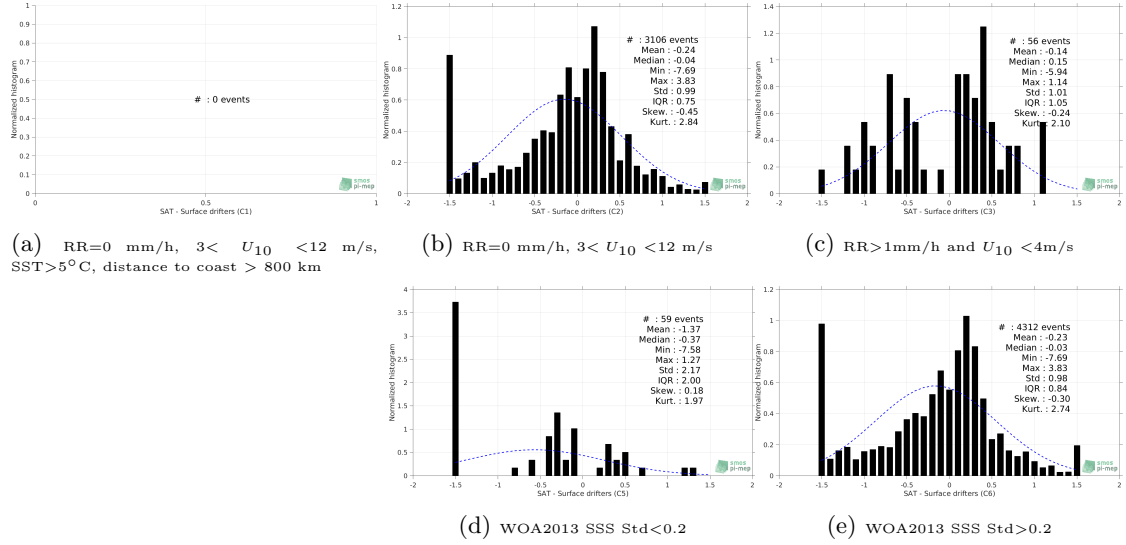 1
0.9
0.8
0.7
0.6
0.5
0.4
0.3
0.2
0.1
0
Normalized histogram
# : 0 events
0 0.5 1
SAT - Surface drifters (C1)
smos
pi-mep
1.2
1
0.8
0.6
0.4
0.2
0
Normalized histogram
# : 3106 events
Mean : -0.24
Median : -0.04
Min : -7.69
Max : 3.83
Std : 0.99
IQR : 0.75
Skew. : -0.45
Kurt. : 2.84
-2 -1.5 -1 -0.5 0 0.5 1 1.5 2
SAT - Surface drifters (C2)
smos
pi-mep
1.4
1.2
1
0.8
0.6
0.4
0.2
0
Normalized histogram
# : 56 events
Mean : -0.14
Median : 0.15
Min : -5.94
Max : 1.14
Std : 1.01
IQR : 1.05
Skew. : -0.24
Kurt. : 2.10
-2 -1.5 -1 -0.5 0 0.5 1 1.5 2
SAT - Surface drifters (C3)
smos
pi-mep
(a) RR=0 mm/h, 3< U10 <12 m/s,
SST>5°C, distance to coast > 800 km
(b) RR=0 mm/h, 3< U10 <12 m/s
(c) RR>1mm/h and U10 <4m/s
4
3.5
3
2.5
2
1.5
1
0.5
0
Normalized histogram
# : 59 events
Mean : -1.37
Median : -0.37
Min : -7.58
Max : 1.27
Std : 2.17
IQR : 2.00
Skew. : 0.18
Kurt. : 1.97
-2 -1.5 -1 -0.5 0 0.5 1 1.5 2
SAT - Surface drifters (C5)
smos
pi-mep
1.2
1
0.8
0.6
0.4
0.2
0
Normalized histogram
# : 4312 events
Mean : -0.23
Median : -0.03
Min : -7.69
Max : 3.83
Std : 0.98
IQR : 0.84
Skew. : -0.30
Kurt. : 2.74
-2 -1.5 -1 -0.5 0 0.5 1 1.5 2
SAT - Surface drifters (C6)
smos
pi-mep
(d) WOA2013 SSS Std<0.2
(e) WOA2013 SSS Std>0.2